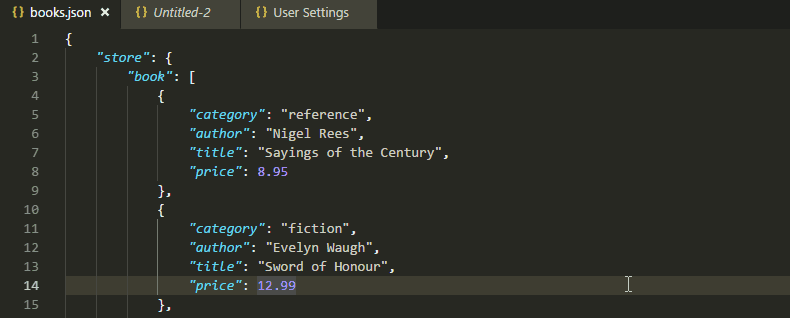 {} books.json × {} Untitled-2 {} User Settings
1 {
2 "store": {
3 "book": [
4 {
5 "category": "reference",
6 "author": "Nigel Rees",
7 "title": "Sayings of the Century",
8 "price": 8.95
9 },
10 {
11 "category": "fiction",
12 "author": "Evelyn Waugh",
13 "title": "Sword of Honour",
14 "price": 12.99
15 },